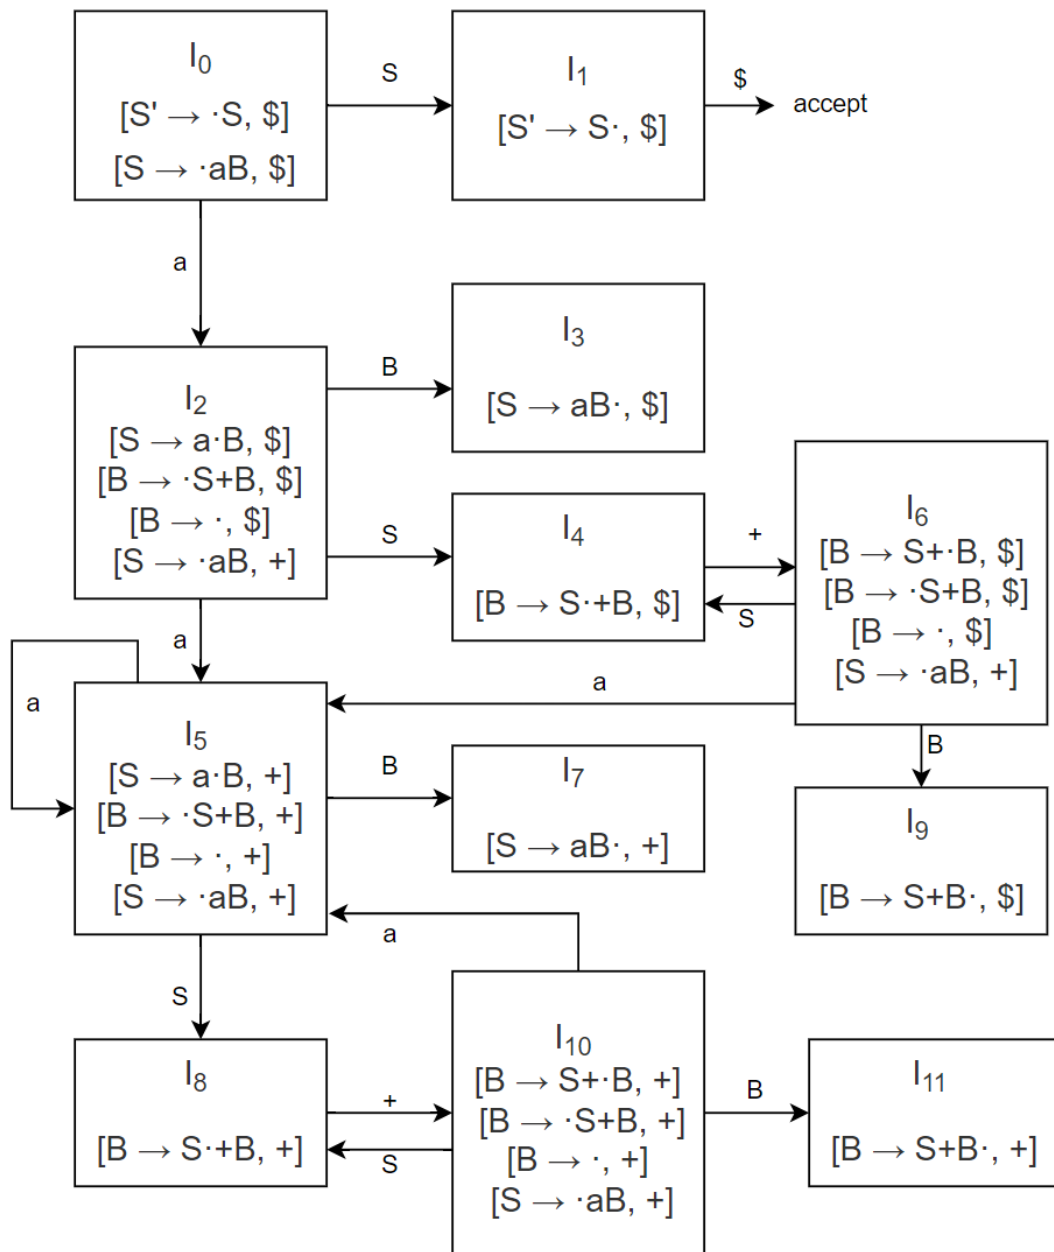 I₀
[S' → ·S, $]
[S → ·aB, $]
S
I₁
[S' → S·, $]
$
accept
a
I₂
[S → a·B, $]
[B → ·S+B, $]
[B → ·, $]
[S → ·aB, +]
B
I₃
[S → aB·, $]
S
I₄
[B → S·+B, $]
+
S
I₆
[B → S+·B, $]
[B → ·S+B, $]
[B → ·, $]
[S → ·aB, +]
a
a
a
I₅
[S → a·B, +]
[B → ·S+B, +]
[B → ·, +]
[S → ·aB, +]
B
I₇
[S → aB·, +]
B
I₉
[B → S+B·, $]
a
S
I₈
[B → S·+B, +]
+
S
I₁₀
[B → S+·B, +]
[B → ·S+B, +]
[B → ·, +]
[S → ·aB, +]
B
I₁₁
[B → S+B·, +]